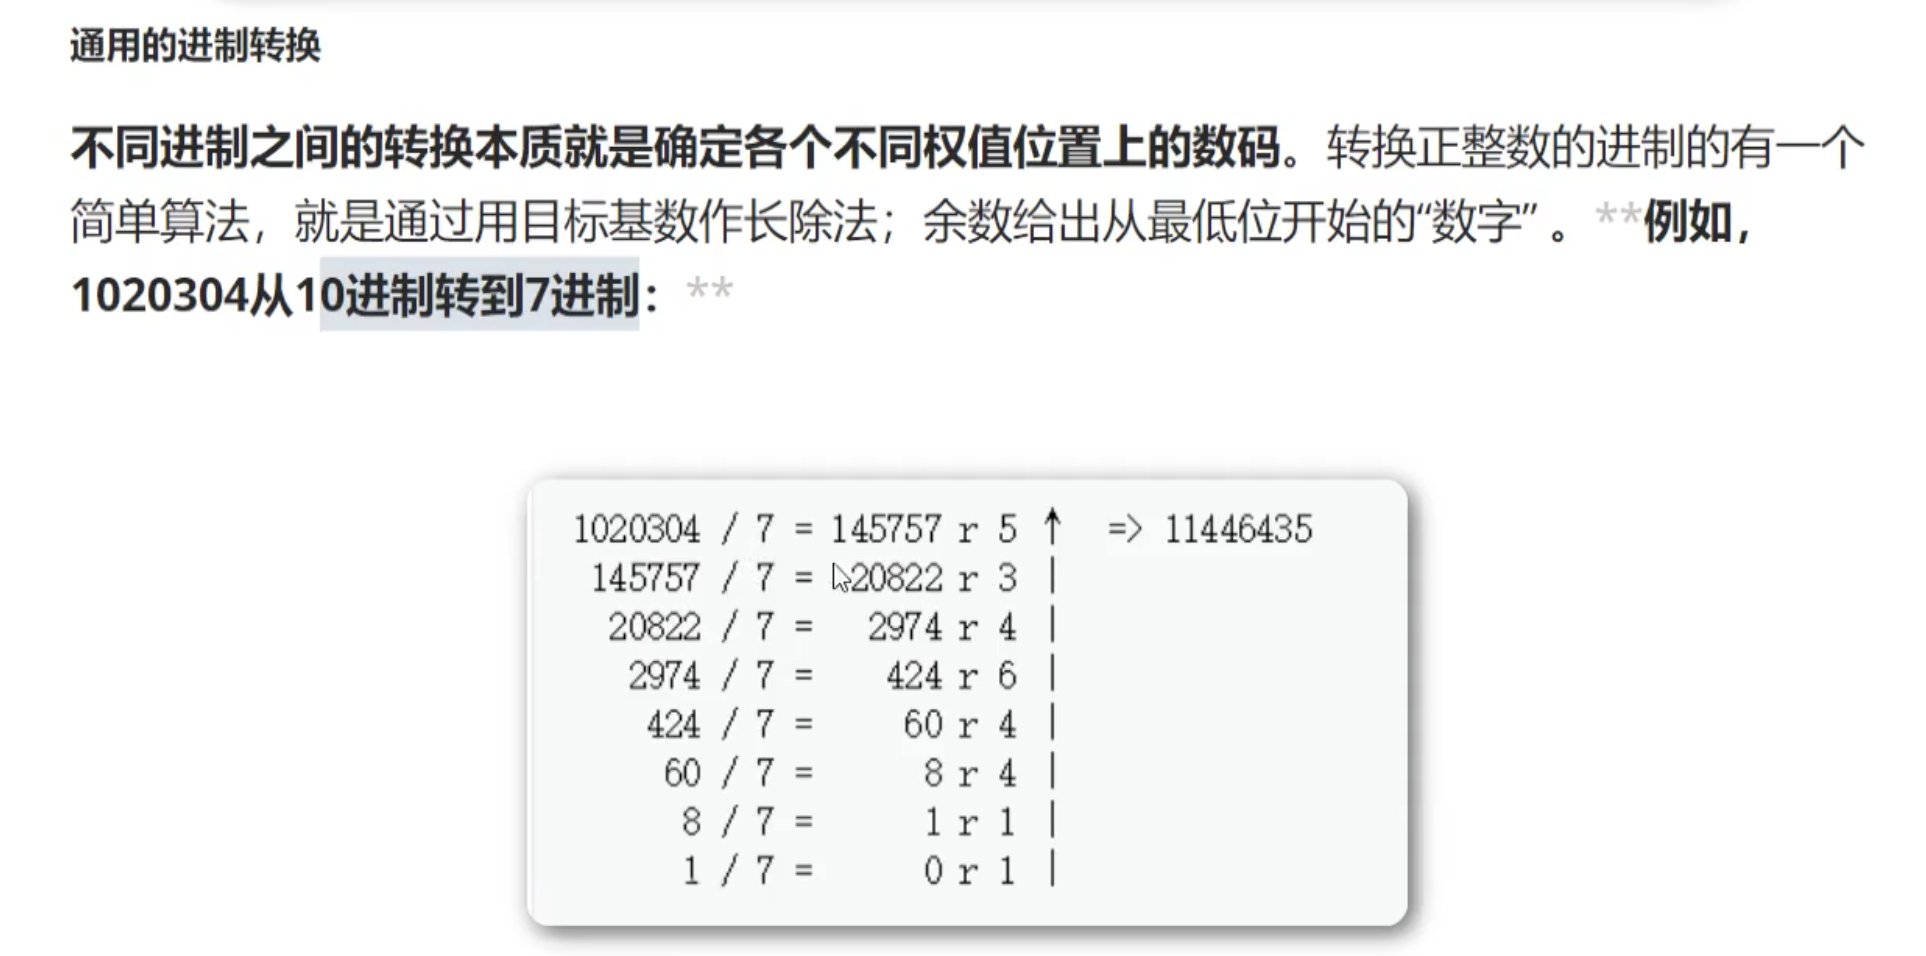 通用的进制转换
不同进制之间的转换本质就是确定各个不同权值位置上的数码。转换正整数的进制的有一个
简单算法，就是通过用目标基数作长除法；余数给出从最低位开始的“数字”。 **例如，
1020304从10进制转到7进制： **
1020304 / 7 = 145757 r 5 ↑ => 11446435
145757 / 7 = 20822 r 3 |
20822 / 7 = 2974 r 4 |
2974 / 7 = 424 r 6 |
424 / 7 = 60 r 4 |
60 / 7 = 8 r 4 |
8 / 7 = 1 r 1 |
1 / 7 = 0 r 1 |